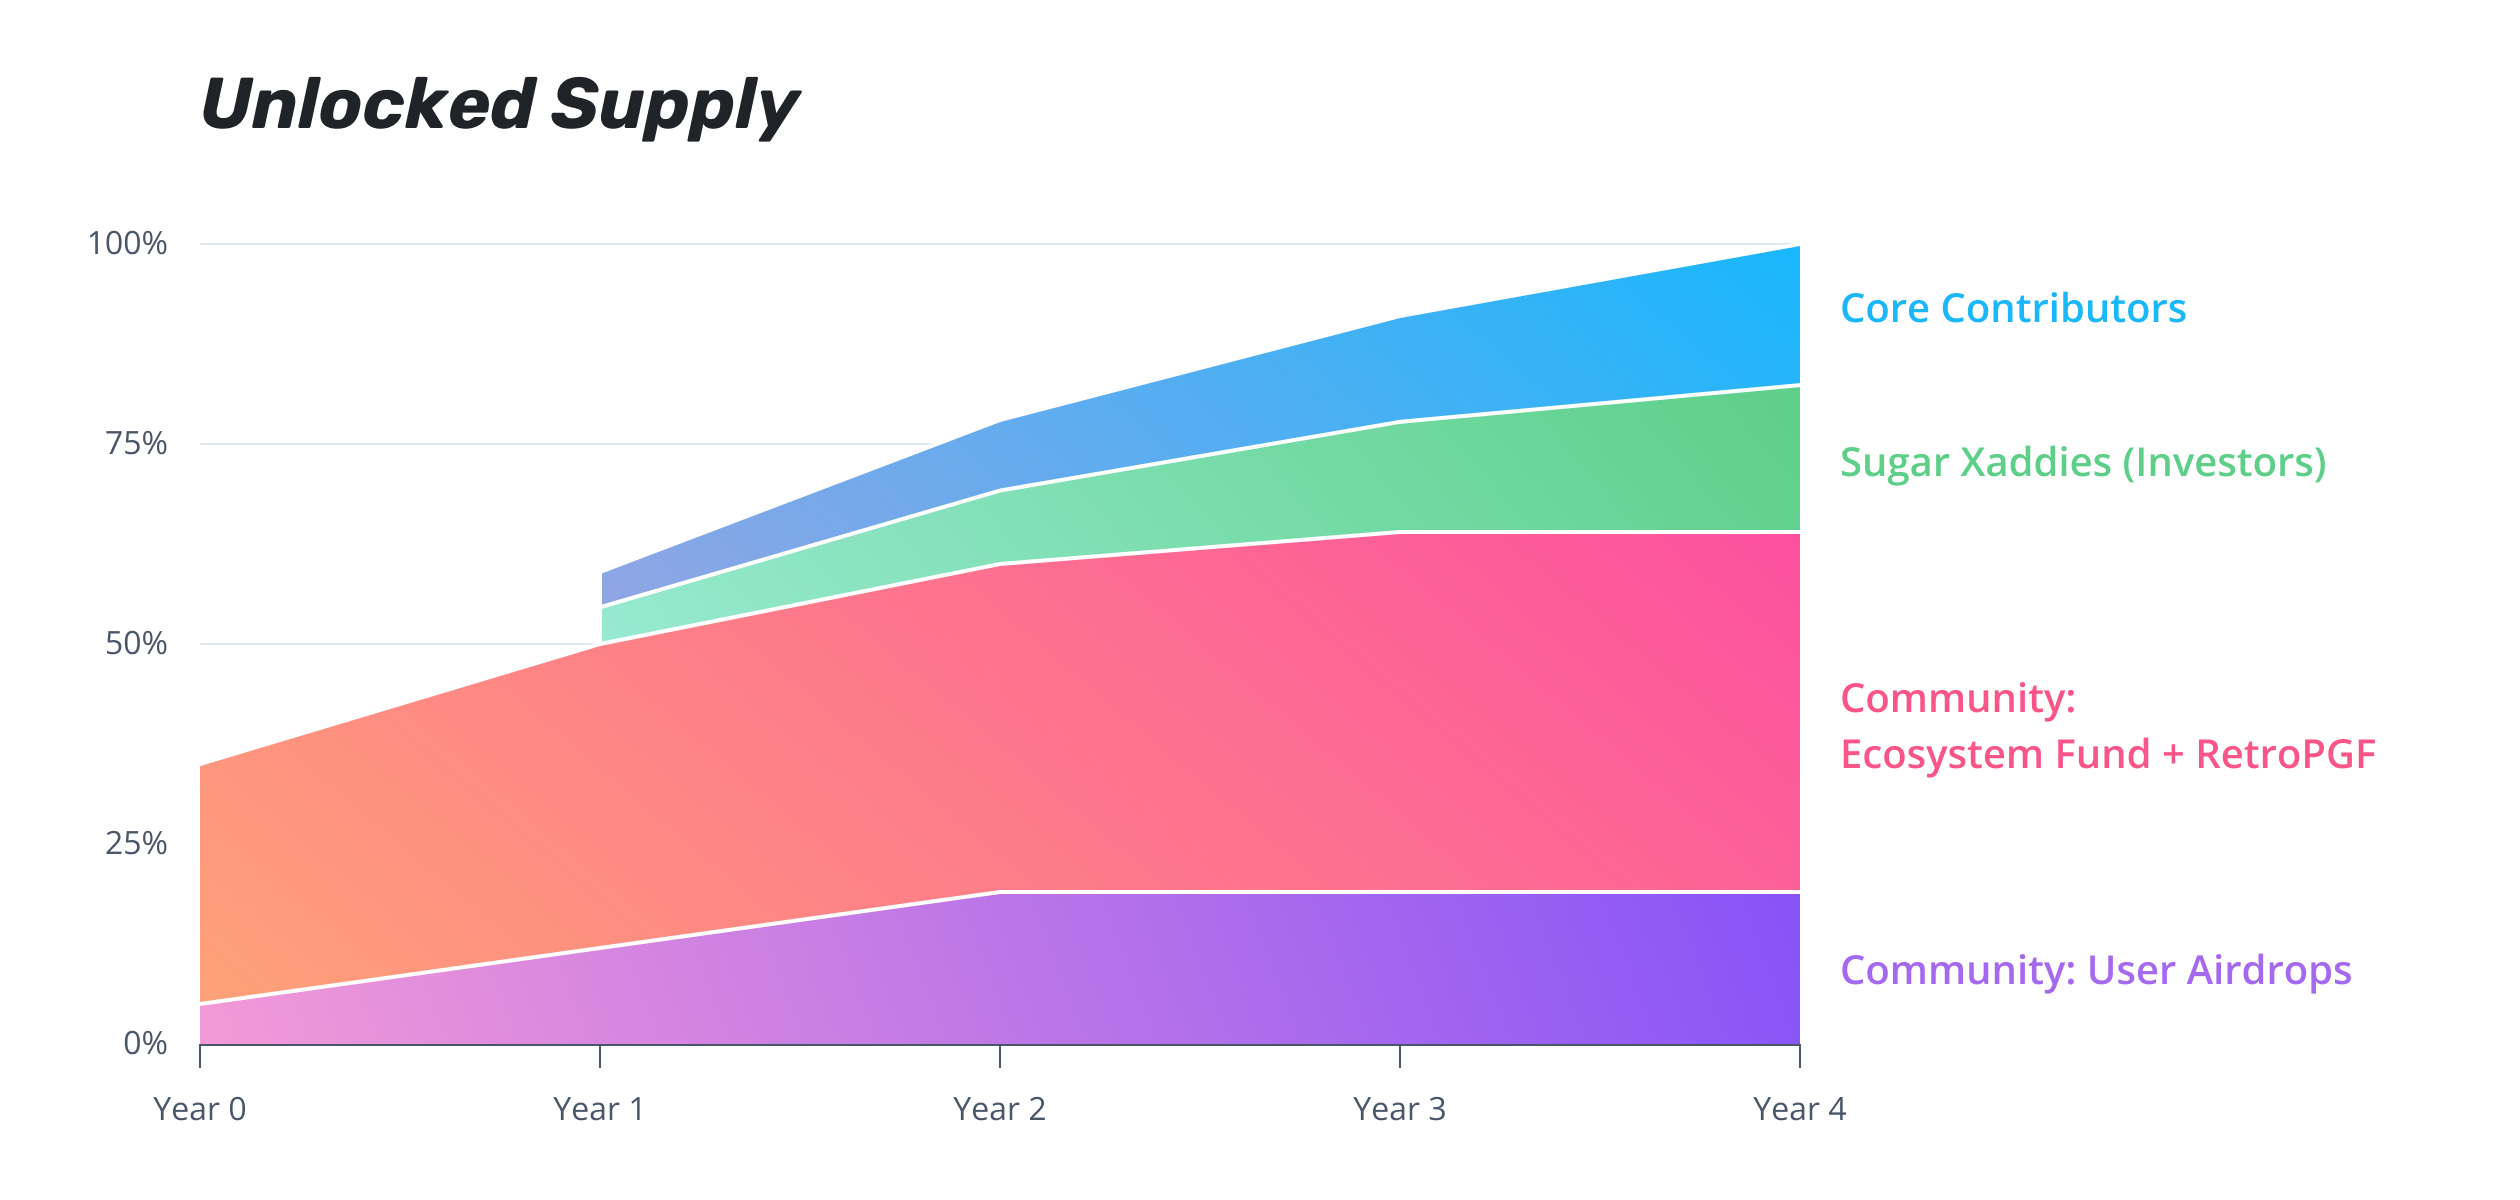 Unlocked Supply
100%
75%
50%
25%
0%
Core Contributors
Sugar Xaddies (Investors)
Community:
Ecosystem Fund + RetroPGF
Community: User Airdrops
Year 0
Year 1
Year 2
Year 3
Year 4